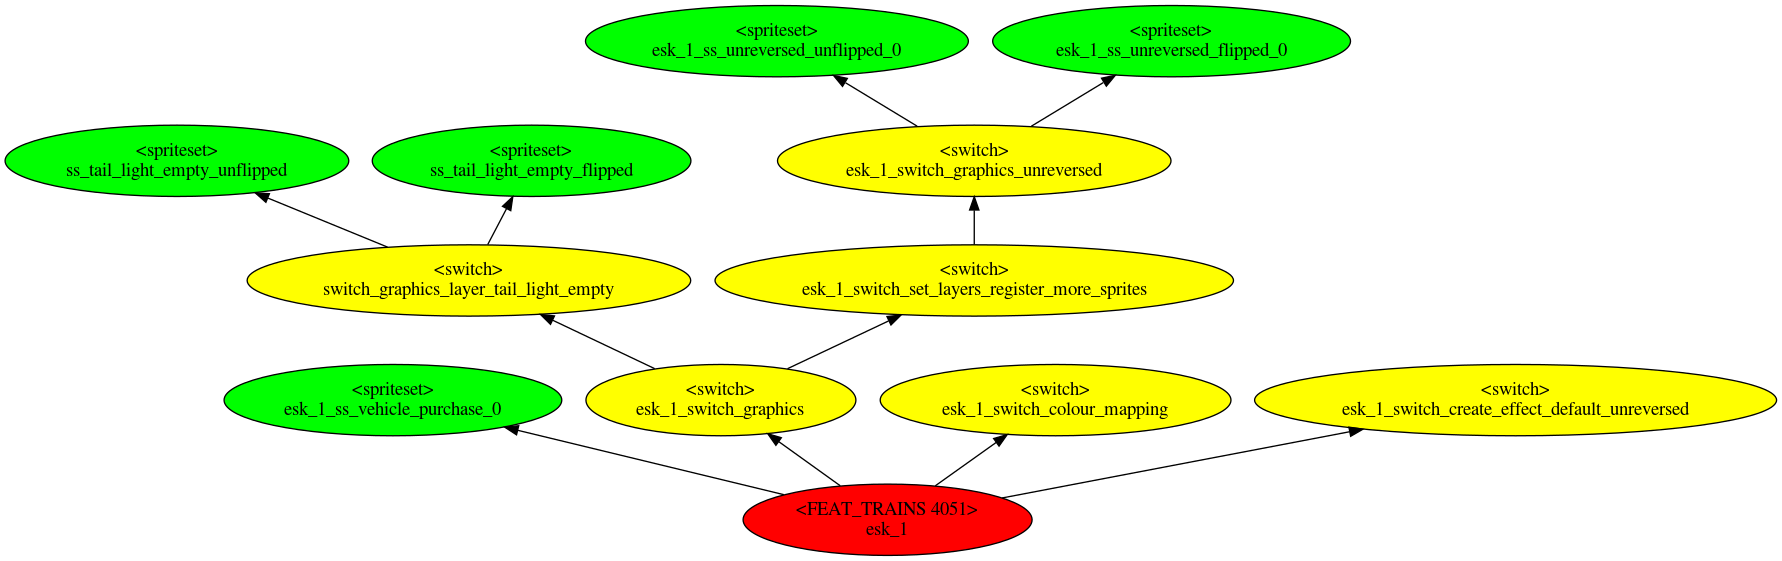 <spriteset>
esk_1_ss_unreversed_unflipped_0
<spriteset>
esk_1_ss_unreversed_flipped_0
<spriteset>
ss_tail_light_empty_unflipped
<spriteset>
ss_tail_light_empty_flipped
<switch>
esk_1_switch_graphics_unreversed
<switch>
switch_graphics_layer_tail_light_empty
<switch>
esk_1_switch_set_layers_register_more_sprites
<spriteset>
esk_1_ss_vehicle_purchase_0
<switch>
esk_1_switch_graphics
<switch>
esk_1_switch_colour_mapping
<switch>
esk_1_switch_create_effect_default_unreversed
<FEAT_TRAINS 4051>
esk_1